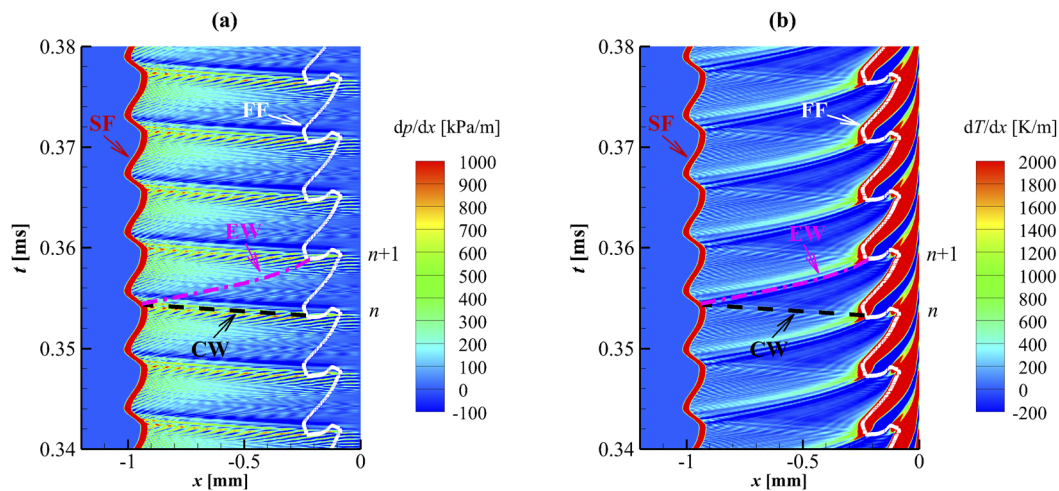 (a)
0.38
0.37
0.36
0.35
0.34
t [ms]
SF
FF
EW
CW
n+1
n
-1
-0.5
0
x [mm]
dp/dx [kPa/m]
1000
900
800
700
600
500
400
300
200
100
0
-100
(b)
0.38
0.37
0.36
0.35
0.34
t [ms]
SF
FF
EW
CW
n+1
n
-1
-0.5
0
x [mm]
dT/dx [K/m]
2000
1800
1600
1400
1200
1000
800
600
400
200
0
-200